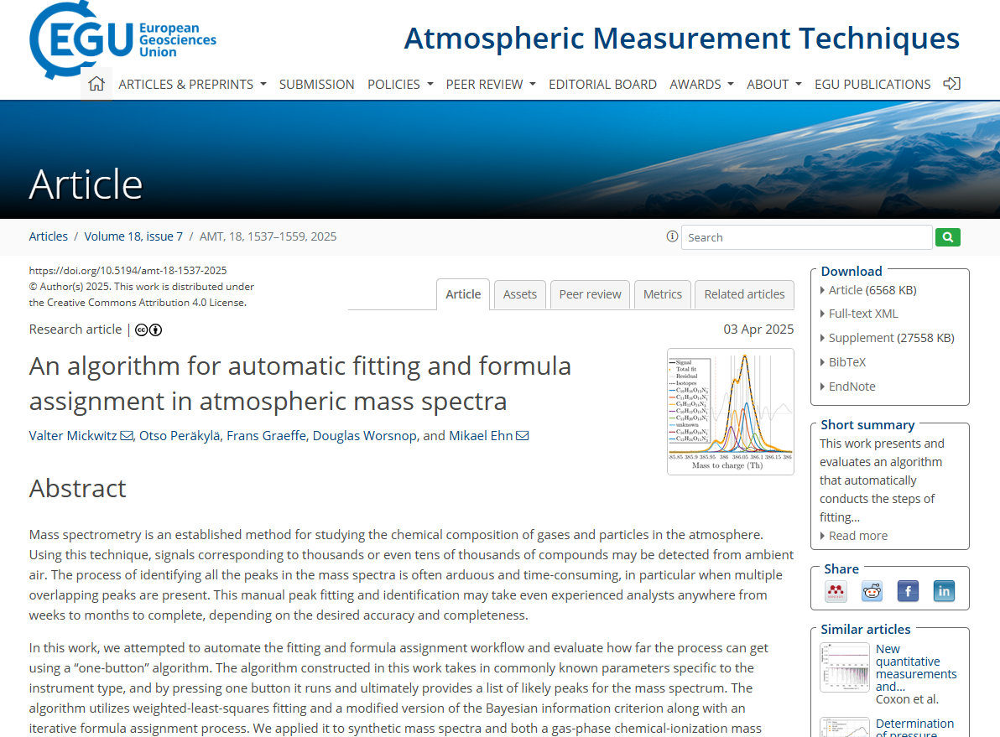 EGU
European
Geosciences
Union
Atmospheric Measurement Techniques
ARTICLES & PREPRINTS SUBMISSION POLICIES PEER REVIEW EDITORIAL BOARD AWARDS ABOUT EGU PUBLICATIONS
Article
Articles / Volume 18, issue 7 / AMT, 18, 1537–1559, 2025
Search
https://doi.org/10.5194/amt-18-1537-2025
© Author(s) 2025. This work is distributed under
the Creative Commons Attribution 4.0 License.
Article Assets Peer review Metrics Related articles
Research article |
03 Apr 2025
An algorithm for automatic fitting and formula
assignment in atmospheric mass spectra
Valter Mickwitz, Otso Peräkylä, Frans Graeffe, Douglas Worsnop, and Mikael Ehn
Signal
Total fit
Residual
Isotopes
unknown
85.85 385.9 385.95 386 386.05 386.1 386.15 386
Mass to charge (Th)
Abstract
Mass spectrometry is an established method for studying the chemical composition of gases and particles in the atmosphere.
Using this technique, signals corresponding to thousands or even tens of thousands of compounds may be detected from ambient
air. The process of identifying all the peaks in the mass spectra is often arduous and time-consuming, in particular when multiple
overlapping peaks are present. This manual peak fitting and identification may take even experienced analysts anywhere from
weeks to months to complete, depending on the desired accuracy and completeness.
In this work, we attempted to automate the fitting and formula assignment workflow and evaluate how far the process can get
using a “one-button” algorithm. The algorithm constructed in this work takes in commonly known parameters specific to the
instrument type, and by pressing one button it runs and ultimately provides a list of likely peaks for the mass spectrum. The
algorithm utilizes weighted-least-squares fitting and a modified version of the Bayesian information criterion along with an
iterative formula assignment process. We applied it to synthetic mass spectra and both a gas-phase chemical-ionization mass
Download
Article (6568 KB)
Full-text XML
Supplement (27558 KB)
BibTeX
EndNote
Short summary
This work presents and
evaluates an algorithm
that automatically
conducts the steps of
fitting...
Read more
Share
f
in
Similar articles
New
quantitative
measurements
and...
Coxon et al.
Determination
of pressure